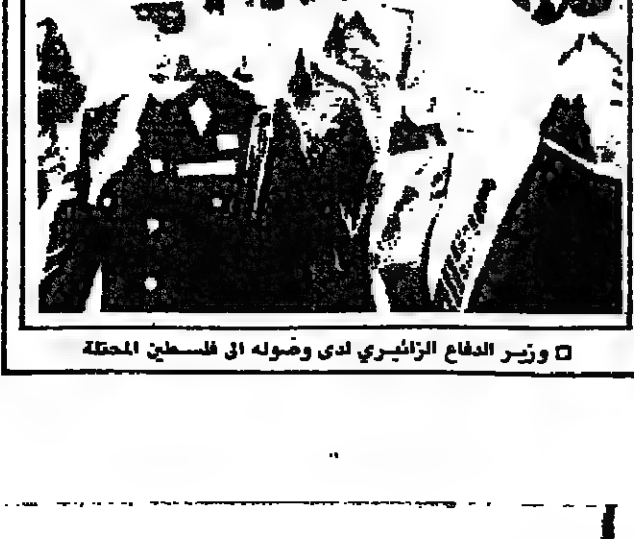 □ وزير الدفاع الزائيري لدى وصوله الى فلسطين المحتلة